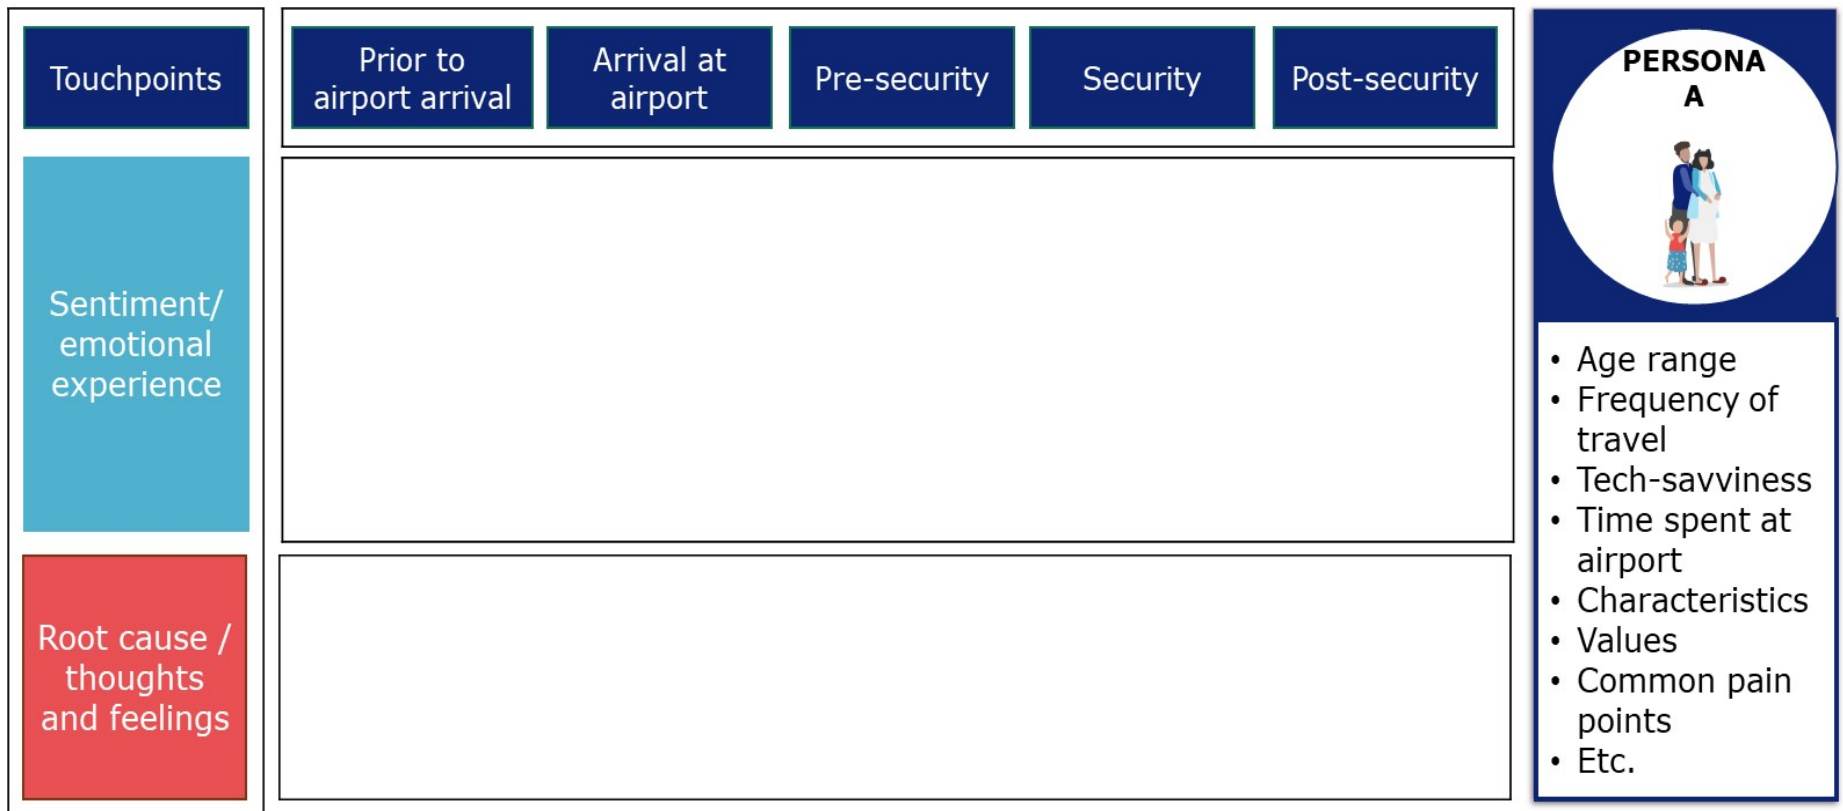 Touchpoints
Prior to
airport arrival
Arrival at
airport
Pre-security
Security
Post-security
Sentiment/
emotional
experience
Root cause /
thoughts
and feelings
PERSONA
A
• Age range
• Frequency of
travel
• Tech-savviness
• Time spent at
airport
• Characteristics
• Values
• Common pain
points
• Etc.